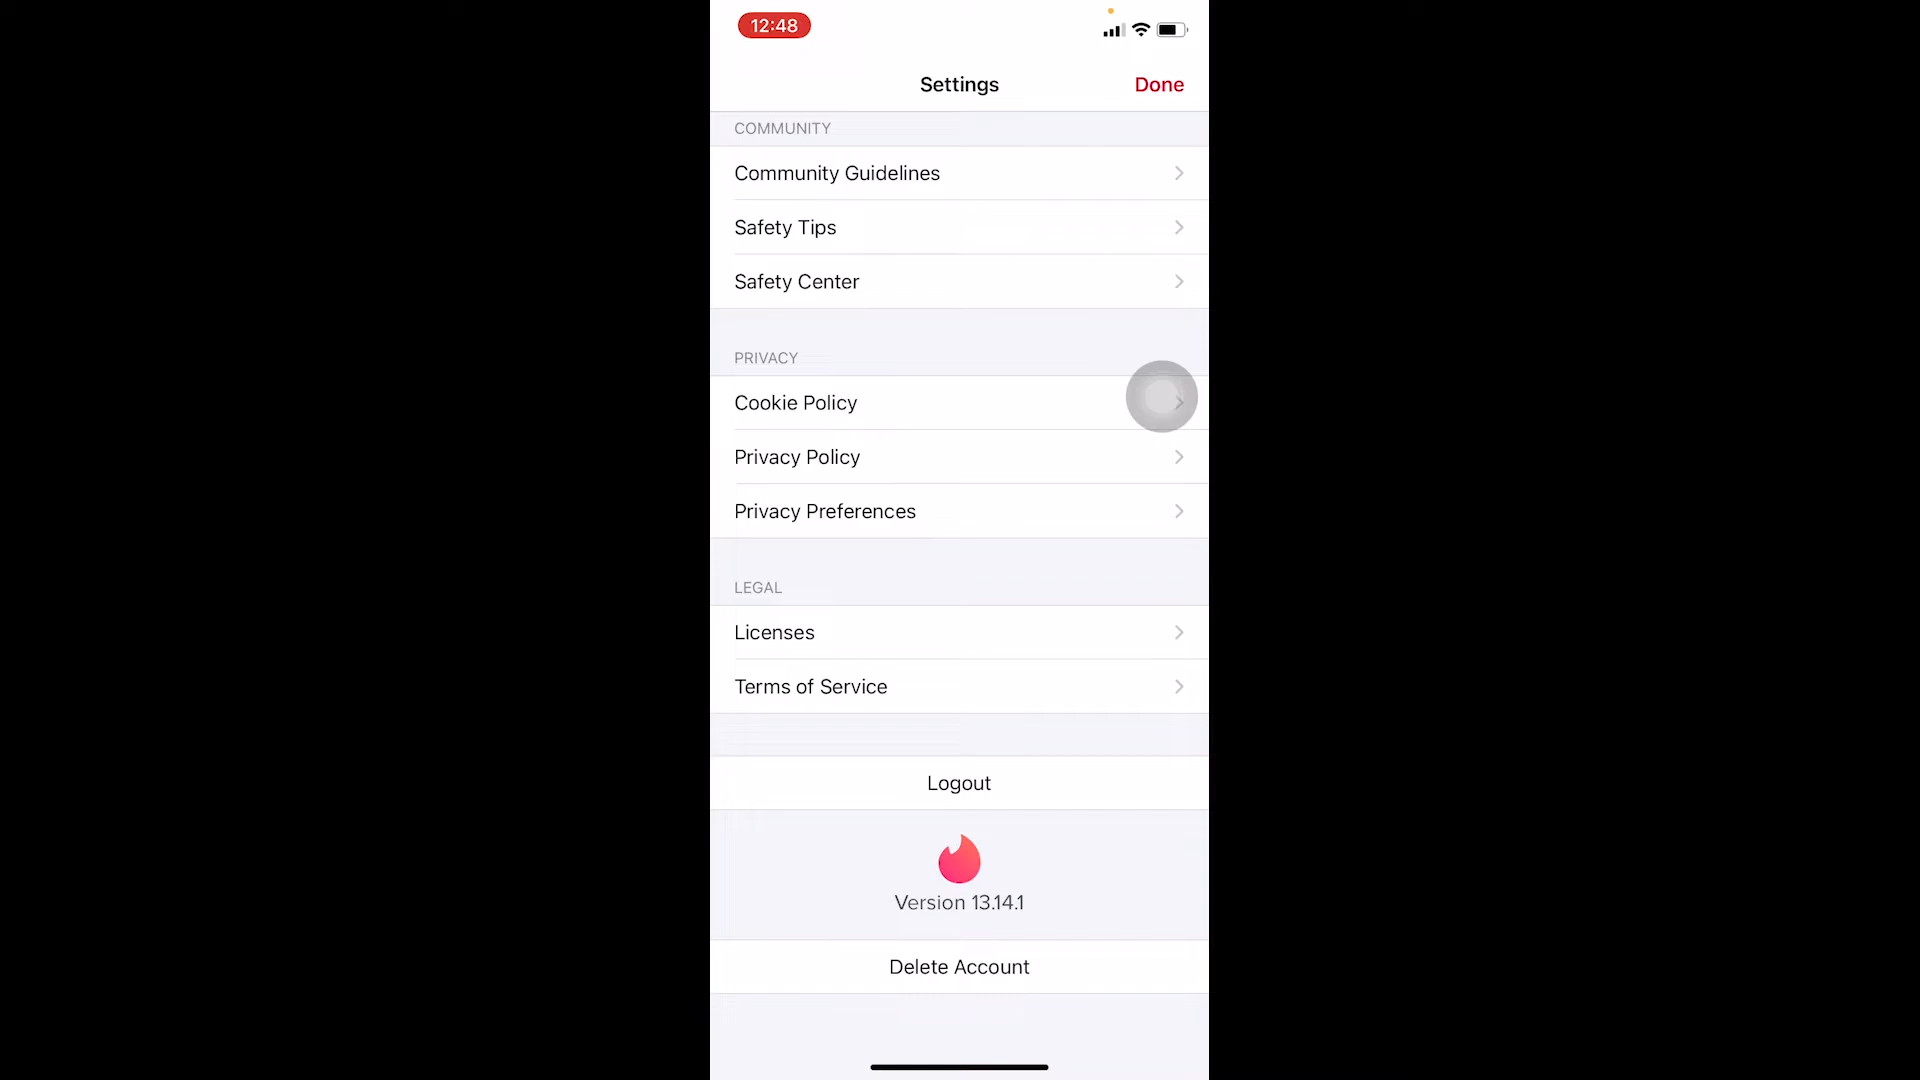 12:48
Settings
Done
COMMUNITY
Community Guidelines
Safety Tips
Safety Center
PRIVACY
Cookie Policy
Privacy Policy
Privacy Preferences
LEGAL
Licenses
Terms of Service
Logout
Version 13.14.1
Delete Account